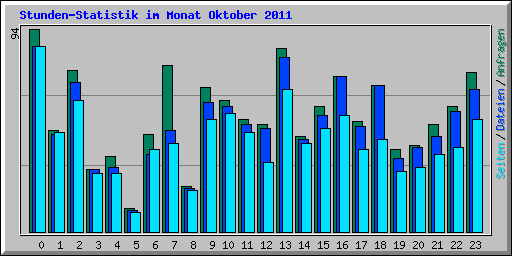 Stunden-Statistik im Monat Oktober 2011
94
Seiten / Dateien / Anfragen
0 1 2 3 4 5 6 7 8 9 10 11 12 13 14 15 16 17 18 19 20 21 22 23